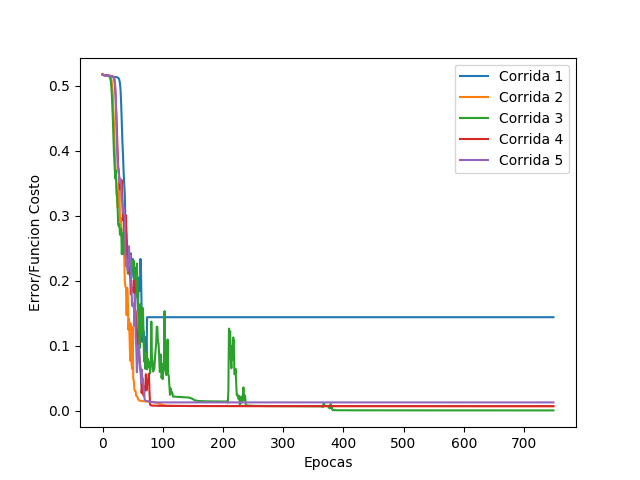 Corrida 1
Corrida 2
Corrida 3
Corrida 4
Corrida 5
Error/Funcion Costo
0.5
0.4
0.3
0.2
0.1
0.0
0 100 200 300 400 500 600 700
Epocas